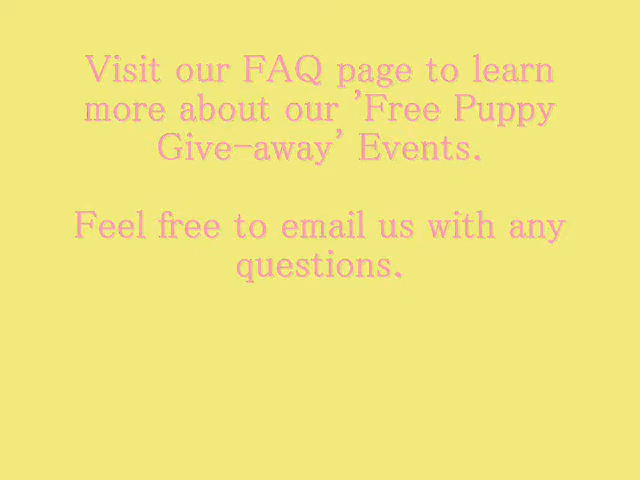 Visit our FAQ page to learn
more about our 'Free Puppy
Give-away' Events.
Feel free to email us with any
questions.